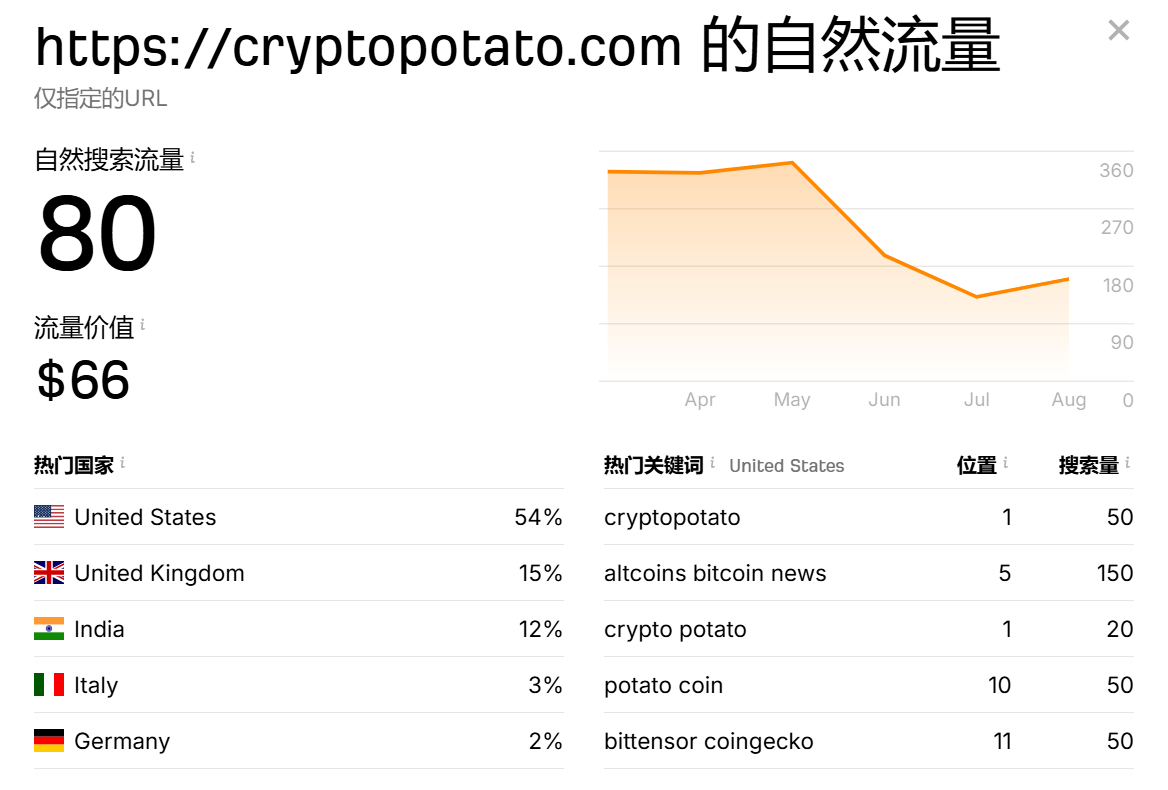 https://cryptopotato.com 的自然流量
仅指定的URL
自然搜索流量 i
80
流量价值 i
$66
360
270
180
90
0
Apr May Jun Jul Aug
热门国家 i
United States 54%
United Kingdom 15%
India 12%
Italy 3%
Germany 2%
热门关键词 i United States 位置 i 搜索量 i
cryptopotato 1 50
altcoins bitcoin news 5 150
crypto potato 1 20
potato coin 10 50
bittensor coingecko 11 50